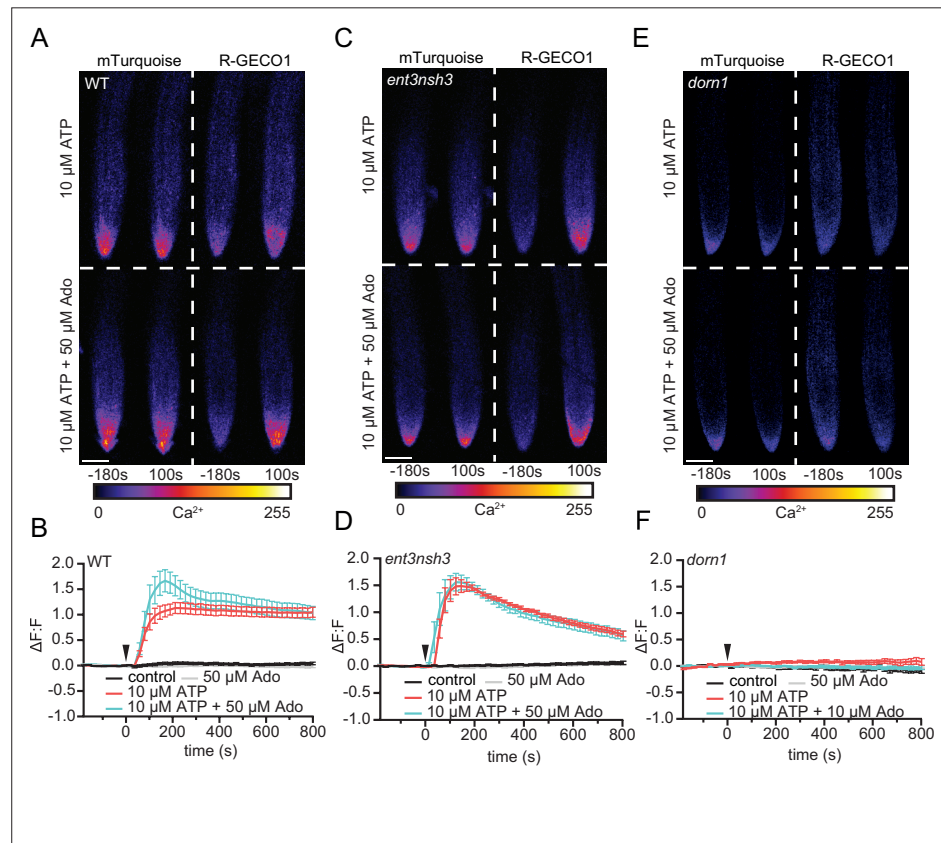 A
C
E
mTurquoise R-GECO1
mTurquoise R-GECO1
mTurquoise R-GECO1
WT
ent3nsh3
dorn1
10 µM ATP
10 µM ATP
10 µM ATP
10 µM ATP + 50 µM Ado
10 µM ATP + 50 µM Ado
10 µM ATP + 50 µM Ado
-180s 100s -180s 100s
-180s 100s -180s 100s
-180s 100s -180s 100s
0 Ca²⁺ 255
0 Ca²⁺ 255
0 Ca²⁺ 255
B
WT
ΔF:F
2.0
1.5
1.0
0.5
0.0
-0.5
-1.0
control 50 µM Ado
10 µM ATP
10 µM ATP + 50 µM Ado
0 200 400 600 800
time (s)
D
ent3nsh3
ΔF:F
2.0
1.5
1.0
0.5
0.0
-0.5
-1.0
control 50 µM Ado
10 µM ATP
10 µM ATP + 50 µM Ado
0 200 400 600 800
time (s)
F
dorn1
ΔF:F
2.0
1.5
1.0
0.5
0.0
-0.5
-1.0
control 50 µM Ado
10 µM ATP
10 µM ATP + 10 µM Ado
0 200 400 600 800
time (s)